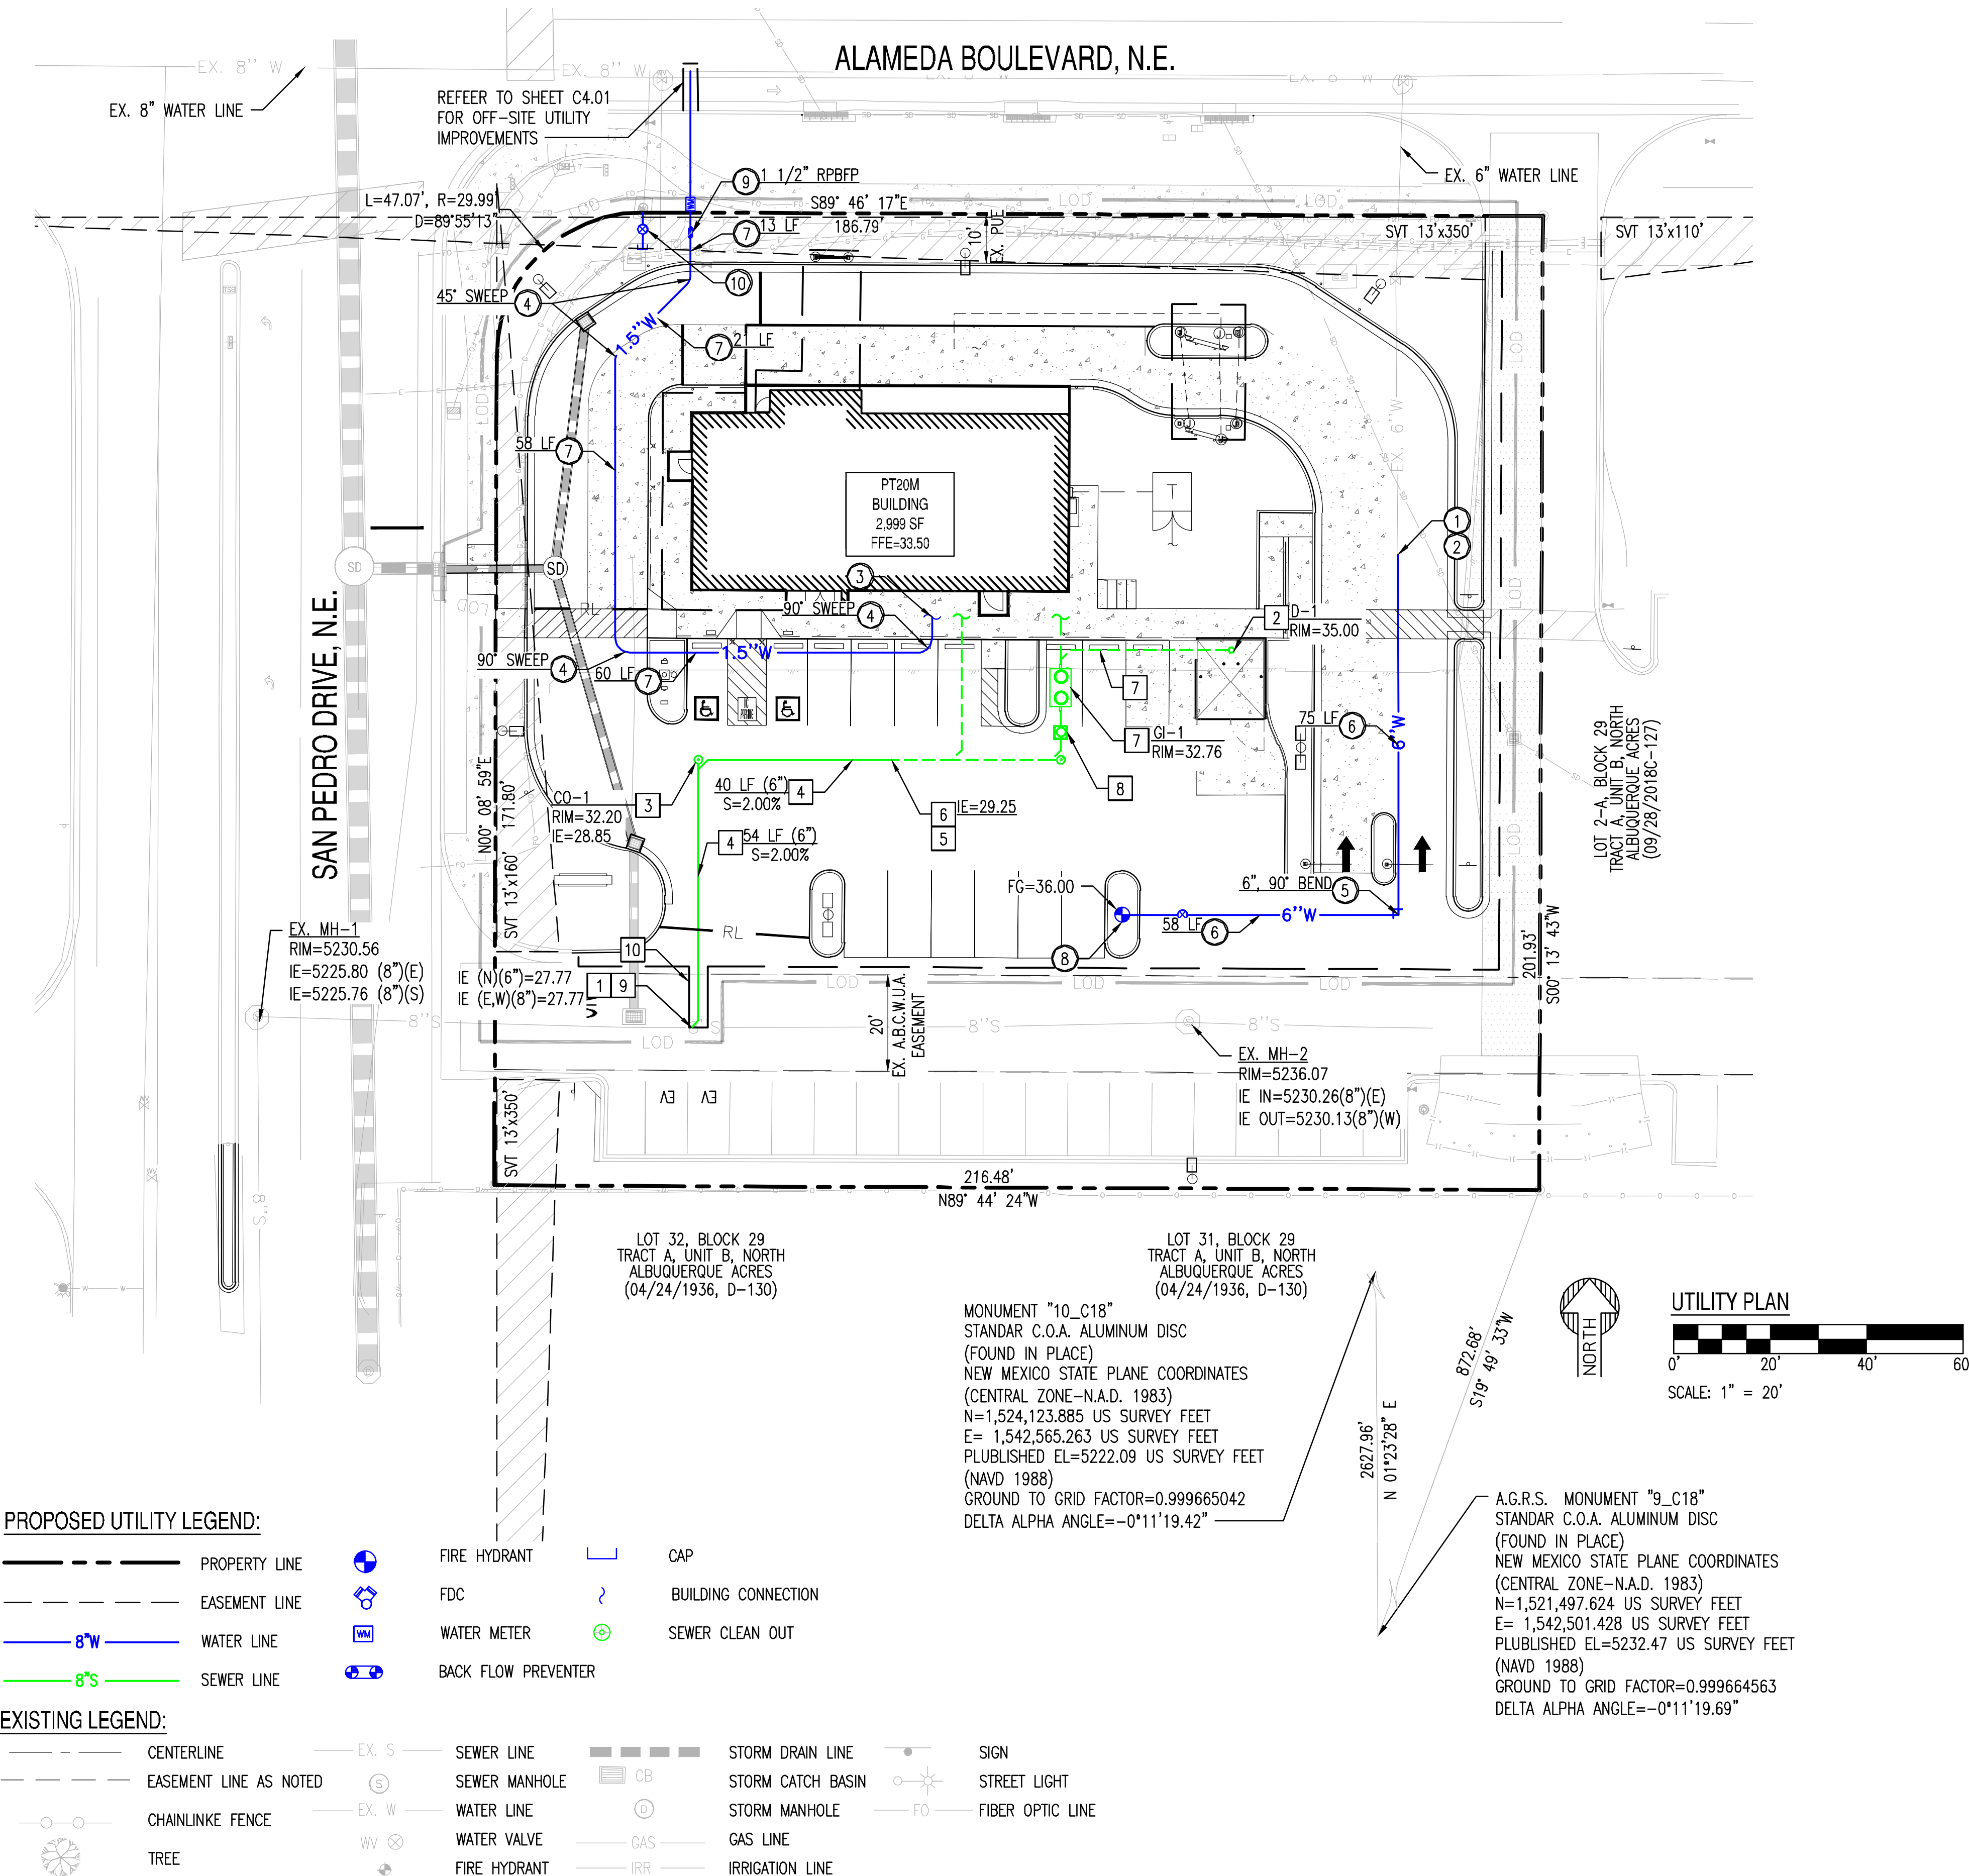 ALAMEDA BOULEVARD, N.E.
EX. 8'' W
EX. 8'' W
EX. 8" WATER LINE
REFEER TO SHEET C4.01
FOR OFF-SITE UTILITY
IMPROVEMENTS
EX. 6" WATER LINE
L=47.07', R=29.99'
D=89°55'13"
9
1 1/2" RPBFP
S89° 46' 17"E
186.79'
7
13 LF
10'
EX. PUE
LOD
LOD
SVT 13'x350'
SVT 13'x110'
10
45° SWEEP
4
1.5''W
7
21 LF
58 LF
7
PT20M
BUILDING
2,999 SF
FFE=33.50
T
EX. 6''W
LOD
1
2
3
90° SWEEP
4
SD
SD
RL
LOD
LOD
2
D-1
RIM=35.00
90° SWEEP
4
1.5''W
60 LF
7
7
7
GI-1
RIM=32.76
75 LF
6
6''W
8
SAN PEDRO DRIVE, N.E.
N00° 08' 59"E
171.80'
SVT 13'x160'
CO-1
RIM=32.20
IE=28.85
3
40 LF (6")
S=2.00%
4
6
5
IE=29.25
4
54 LF (6")
S=2.00%
LOT 2-A, BLOCK 29
TRACT A, UNIT B, NORTH
ALBUQUERQUE ACRES
(09/28/2018C-127)
FG=36.00
6", 90° BEND
5
6''W
58 LF
6
8
RL
EX. MH-1
RIM=5230.56
IE=5225.80 (8")(E)
IE=5225.76 (8")(S)
10
1
9
IE (N)(6")=27.77
IE (E,W)(8")=27.77
201.93'
S00° 13' 43"W
LOD
LOD
LOD
LOD
8''S
8''S
8''S
20'
EX. A.B.C.W.U.A.
EASEMENT
EX. MH-2
RIM=5236.07
IE IN=5230.26(8")(E)
IE OUT=5230.13(8")(W)
EV
EV
SVT 13'x350'
8''S
216.48'
N89° 44' 24"W
LOT 32, BLOCK 29
TRACT A, UNIT B, NORTH
ALBUQUERQUE ACRES
(04/24/1936, D-130)
LOT 31, BLOCK 29
TRACT A, UNIT B, NORTH
ALBUQUERQUE ACRES
(04/24/1936, D-130)
MONUMENT "10_C18"
STANDAR C.O.A. ALUMINUM DISC
(FOUND IN PLACE)
NEW MEXICO STATE PLANE COORDINATES
(CENTRAL ZONE-N.A.D. 1983)
N=1,524,123.885 US SURVEY FEET
E= 1,542,565.263 US SURVEY FEET
PLUBLISHED EL=5222.09 US SURVEY FEET
(NAVD 1988)
GROUND TO GRID FACTOR=0.999665042
DELTA ALPHA ANGLE=-0°11'19.42"
2627.96'
N 01°23'28" E
872.68'
S19° 49' 33"W
NORTH
UTILITY PLAN
0'
20'
40'
60
SCALE: 1" = 20'
A.G.R.S. MONUMENT "9_C18"
STANDAR C.O.A. ALUMINUM DISC
(FOUND IN PLACE)
NEW MEXICO STATE PLANE COORDINATES
(CENTRAL ZONE-N.A.D. 1983)
N=1,521,497.624 US SURVEY FEET
E= 1,542,501.428 US SURVEY FEET
PLUBLISHED EL=5232.47 US SURVEY FEET
(NAVD 1988)
GROUND TO GRID FACTOR=0.999664563
DELTA ALPHA ANGLE=-0°11'19.69"
PROPOSED UTILITY LEGEND:
PROPERTY LINE
FIRE HYDRANT
CAP
EASEMENT LINE
FDC
BUILDING CONNECTION
8"W
WATER LINE
WM
WATER METER
SEWER CLEAN OUT
8"S
SEWER LINE
BACK FLOW PREVENTER
EXISTING LEGEND:
CENTERLINE
EX. S
SEWER LINE
STORM DRAIN LINE
SIGN
EASEMENT LINE AS NOTED
S
SEWER MANHOLE
CB
STORM CATCH BASIN
STREET LIGHT
CHAINLINKE FENCE
EX. W
WATER LINE
D
STORM MANHOLE
FO
FIBER OPTIC LINE
WV
WATER VALVE
GAS
GAS LINE
TREE
FIRE HYDRANT
IRR
IRRIGATION LINE